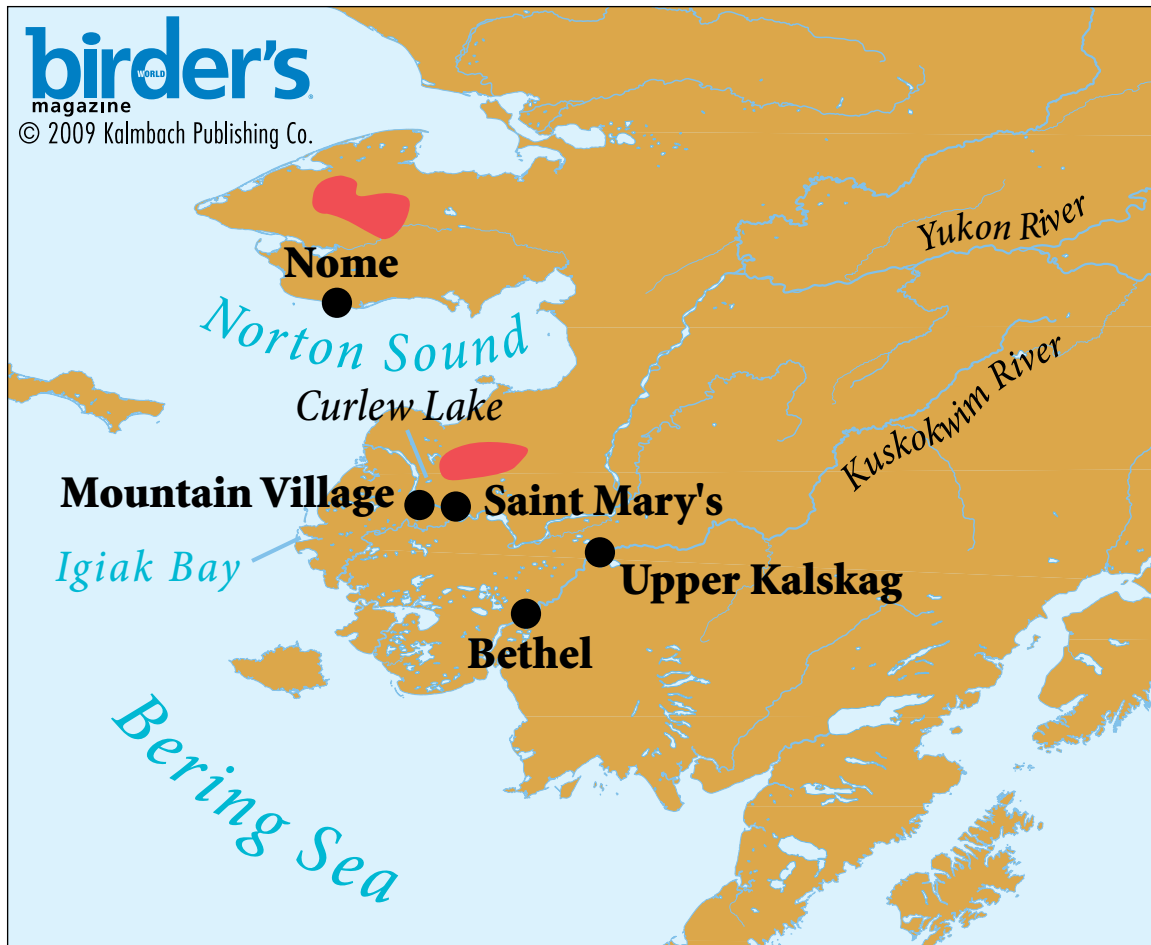 birder's
WORLD
magazine
© 2009 Kalmbach Publishing Co.
Yukon River
Nome
Norton Sound
Kuskokwim River
Curlew Lake
Mountain Village
Saint Mary's
Igiak Bay
Upper Kalskag
Bethel
Bering Sea